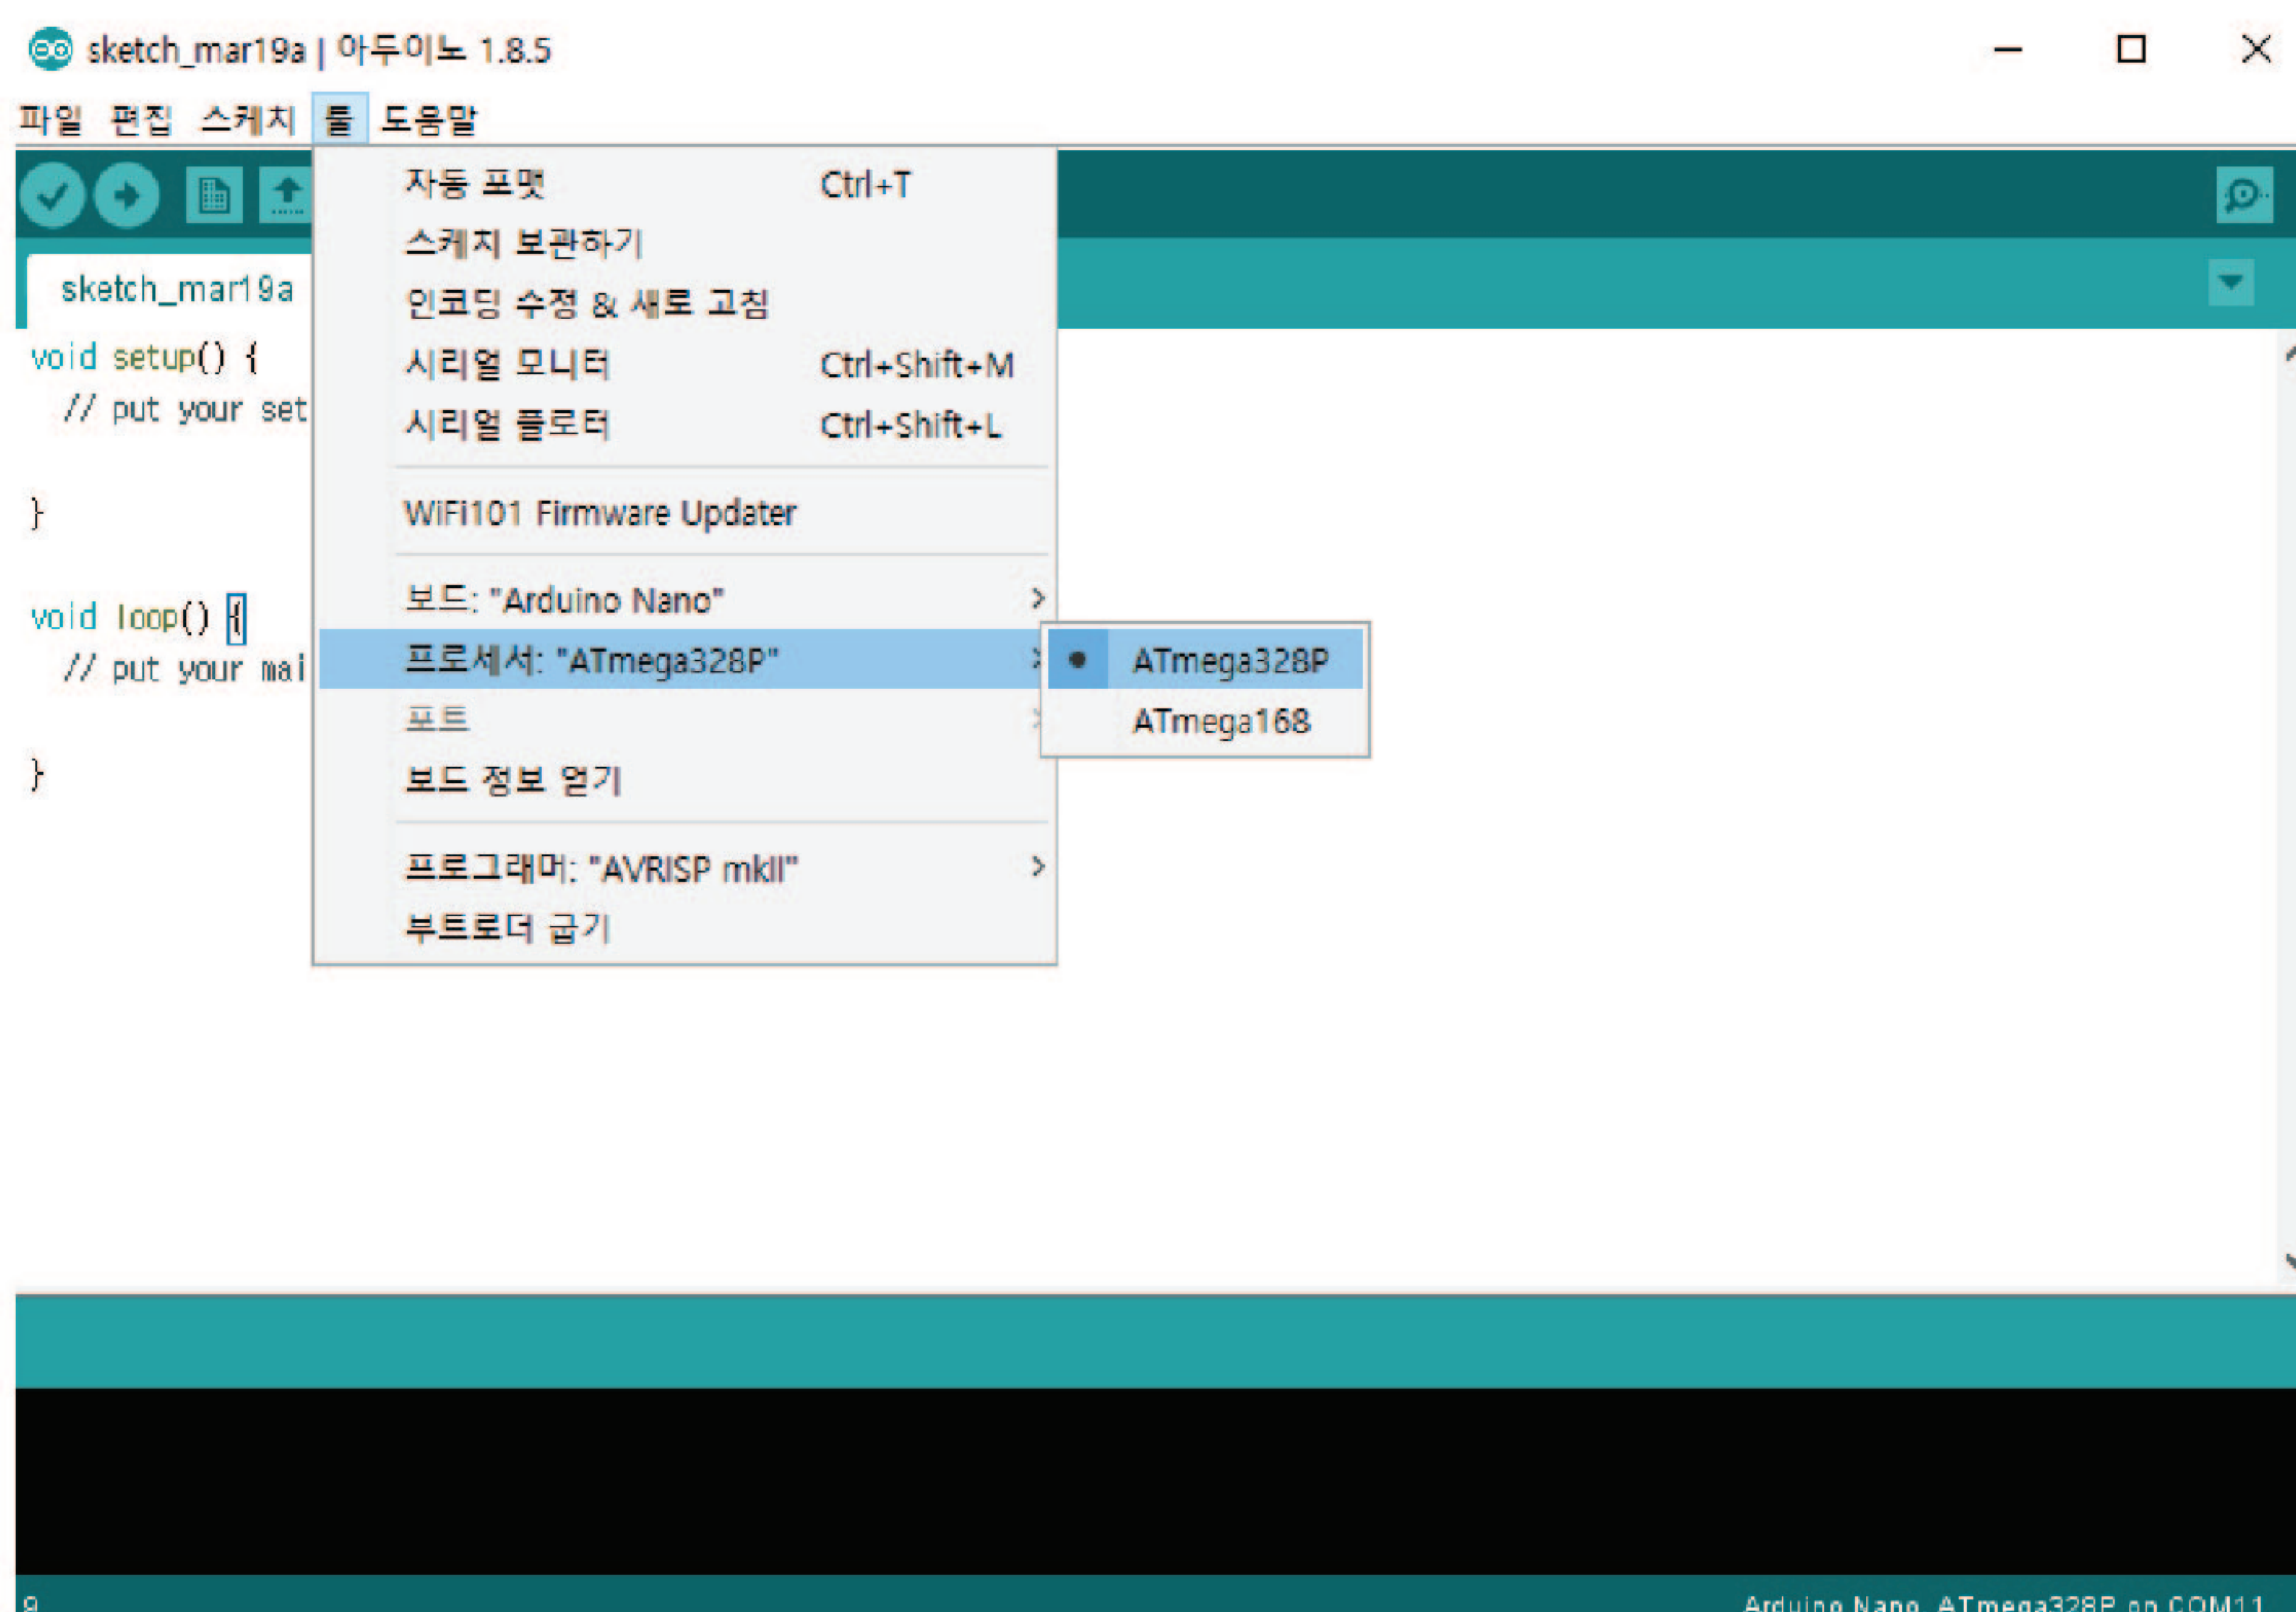 sketch_mar19a | 아두이노 1.8.5
파일 편집 스케치 툴 도움말
sketch_mar19a
void setup() {
// put your set
}
void loop() {
// put your mai
}
자동 포맷 Ctrl+T
스케치 보관하기
인코딩 수정 & 새로 고침
시리얼 모니터 Ctrl+Shift+M
시리얼 플로터 Ctrl+Shift+L
WiFi101 Firmware Updater
보드: "Arduino Nano"
프로세서: "ATmega328P"
포트
보드 정보 얻기
프로그래머: "AVRISP mkII"
부트로더 굽기
ATmega328P
ATmega168
9
Arduino Nano, ATmega328P on COM11